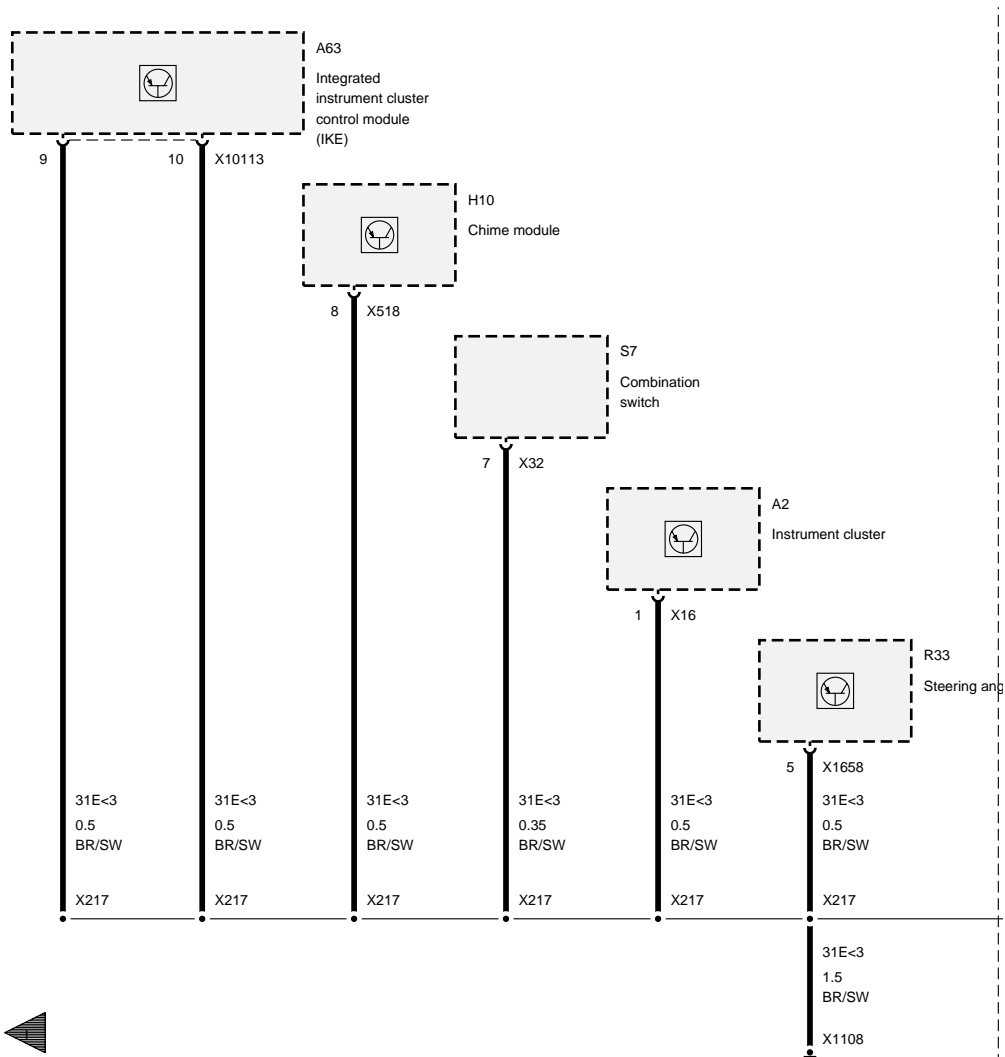 A63
Integrated
instrument cluster
control module
(IKE)
9
10
X10113
H10
Chime module
8
X518
S7
Combination
switch
7
X32
A2
Instrument cluster
1
X16
R33
Steering ang
5
X1658
31E<3
31E<3
31E<3
31E<3
31E<3
31E<3
0.5
0.5
0.5
0.35
0.5
0.5
BR/SW
BR/SW
BR/SW
BR/SW
BR/SW
BR/SW
X217
X217
X217
X217
X217
X217
31E<3
1.5
BR/SW
X1108